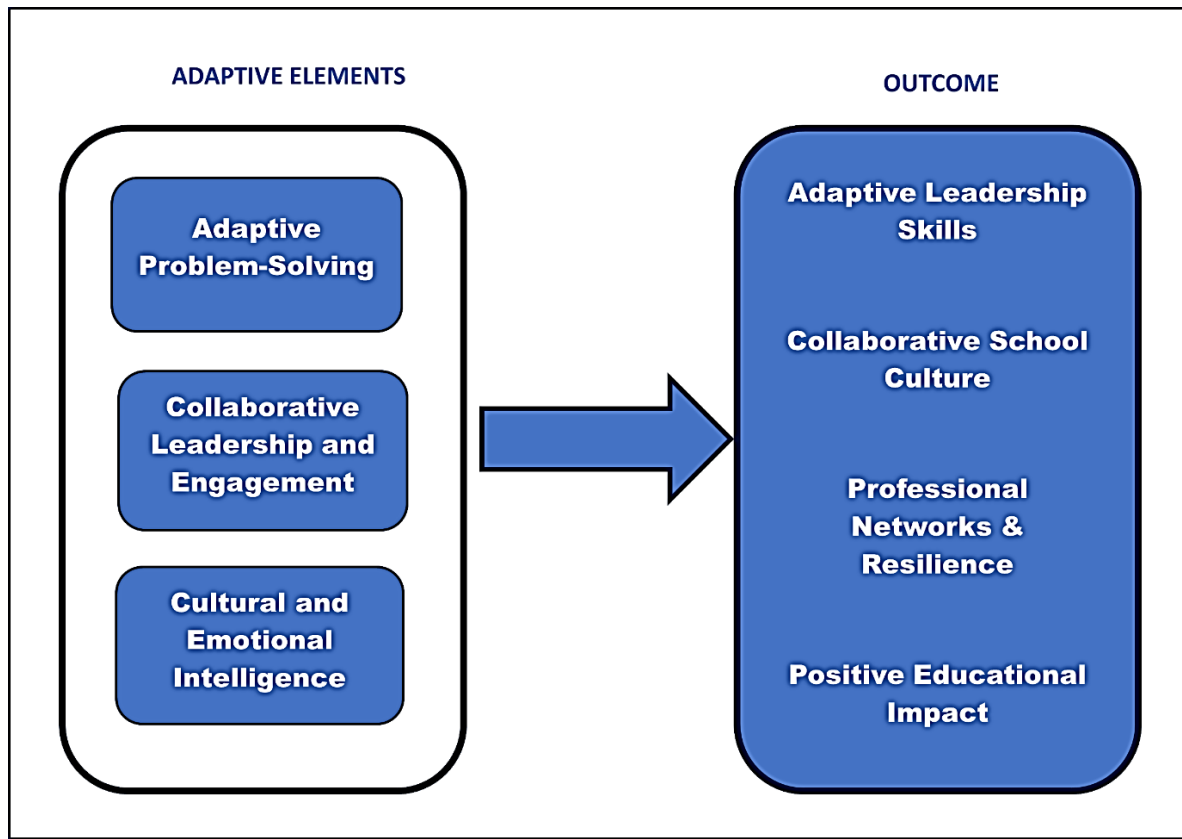 ADAPTIVE ELEMENTS
Adaptive
Problem-Solving
Collaborative
Leadership and
Engagement
Cultural and
Emotional
Intelligence
OUTCOME
Adaptive Leadership
Skills
Collaborative School
Culture
Professional
Networks &
Resilience
Positive Educational
Impact